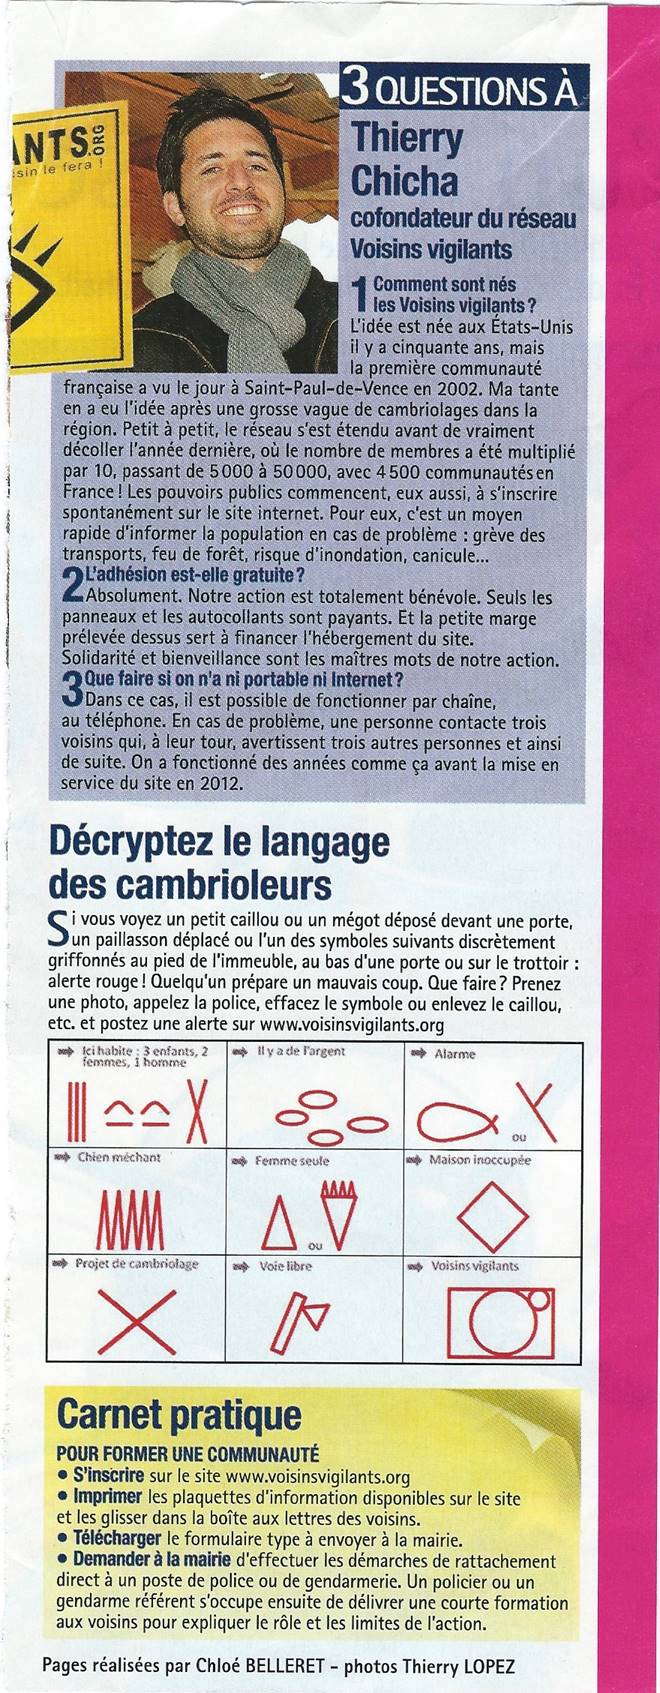 3 QUESTIONS À
ANTS.ORG
sin le fera !
Thierry
Chicha
cofondateur du réseau
Voisins vigilants
1 Comment sont nés
les Voisins vigilants ?
L'idée est née aux États-Unis
il y a cinquante ans, mais
la première communauté
française a vu le jour à Saint-Paul-de-Vence en 2002. Ma tante
en a eu l'idée après une grosse vague de cambriolages dans la
région. Petit à petit, le réseau s'est étendu avant de vraiment
décoller l'année dernière, où le nombre de membres a été multiplié
par 10, passant de 5 000 à 50 000, avec 4 500 communautés en
France ! Les pouvoirs publics commencent, eux aussi, à s'inscrire
spontanément sur le site internet. Pour eux, c'est un moyen
rapide d'informer la population en cas de problème : grève des
transports, feu de forêt, risque d'inondation, canicule...
2 L'adhésion est-elle gratuite ?
Absolument. Notre action est totalement bénévole. Seuls les
panneaux et les autocollants sont payants. Et la petite marge
prélevée dessus sert à financer l'hébergement du site.
Solidarité et bienveillance sont les maîtres mots de notre action.
3 Que faire si on n'a ni portable ni Internet ?
Dans ce cas, il est possible de fonctionner par chaîne,
au téléphone. En cas de problème, une personne contacte trois
voisins qui, à leur tour, avertissent trois autres personnes et ainsi
de suite. On a fonctionné des années comme ça avant la mise en
service du site en 2012.
Décryptez le langage
des cambrioleurs
Si vous voyez un petit caillou ou un mégot déposé devant une porte,
un paillasson déplacé ou l'un des symboles suivants discrètement
griffonnés au pied de l'immeuble, au bas d'une porte ou sur le trottoir :
alerte rouge ! Quelqu'un prépare un mauvais coup. Que faire ? Prenez
une photo, appelez la police, effacez le symbole ou enlevez le caillou,
etc. et postez une alerte sur www.voisinsvigilants.org
Ici habite : 3 enfants, 2
femmes, 1 homme
Il y a de l'argent
Alarme
ou
Chien méchant
Femme seule
ou
Maison inoccupée
Projet de cambriolage
Voie libre
Voisins vigilants
Carnet pratique
POUR FORMER UNE COMMUNAUTÉ
• S'inscrire sur le site www.voisinsvigilants.org
• Imprimer les plaquettes d'information disponibles sur le site
et les glisser dans la boîte aux lettres des voisins.
• Télécharger le formulaire type à envoyer à la mairie.
• Demander à la mairie d'effectuer les démarches de rattachement
direct à un poste de police ou de gendarmerie. Un policier ou un
gendarme référent s'occupe ensuite de délivrer une courte formation
aux voisins pour expliquer le rôle et les limites de l'action.
Pages réalisées par Chloé BELLERET - photos Thierry LOPEZ